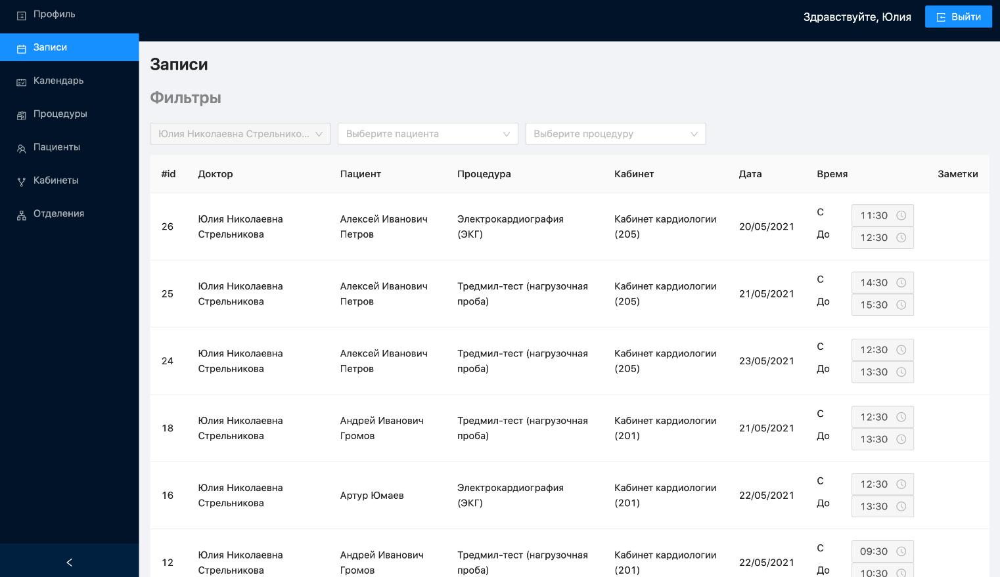 Профиль
Записи
Календарь
Процедуры
Пациенты
Кабинеты
Отделения
Здравствуйте, Юлия
Выйти
Записи
Фильтры
Юлия Николаевна Стрельнико... Выберите пациента Выберите процедуру
#id Доктор Пациент Процедура Кабинет Дата Время Заметки
26 Юлия Николаевна Стрельникова Алексей Иванович Петров Электрокардиография (ЭКГ) Кабинет кардиологии (205) 20/05/2021 С 11:30 До 12:30
25 Юлия Николаевна Стрельникова Алексей Иванович Петров Тредмил-тест (нагрузочная проба) Кабинет кардиологии (205) 21/05/2021 С 14:30 До 15:30
24 Юлия Николаевна Стрельникова Алексей Иванович Петров Тредмил-тест (нагрузочная проба) Кабинет кардиологии (205) 23/05/2021 С 12:30 До 13:30
18 Юлия Николаевна Стрельникова Андрей Иванович Громов Тредмил-тест (нагрузочная проба) Кабинет кардиологии (201) 21/05/2021 С 12:30 До 13:30
16 Юлия Николаевна Стрельникова Артур Юмаев Электрокардиография (ЭКГ) Кабинет кардиологии (201) 22/05/2021 С 12:30 До 13:30
12 Юлия Николаевна Стрельникова Андрей Иванович Громов Тредмил-тест (нагрузочная проба) Кабинет кардиологии (201) 22/05/2021 С 09:30 До 10:30